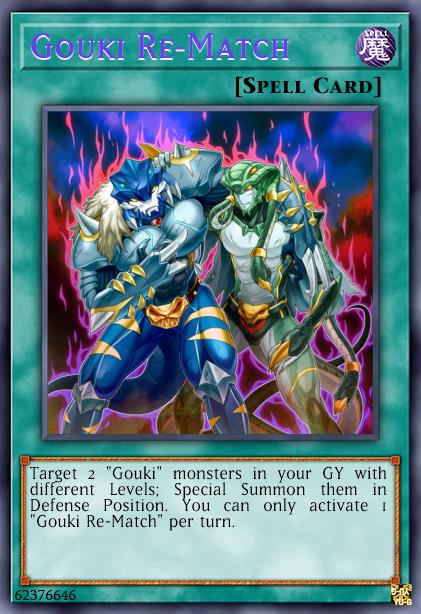 Gouki Re-Match
SPELL
魔
[Spell Card]
Target 2 "Gouki" monsters in your GY with
different Levels; Special Summon them in
Defense Position. You can only activate 1
"Gouki Re-Match" per turn.
62376646